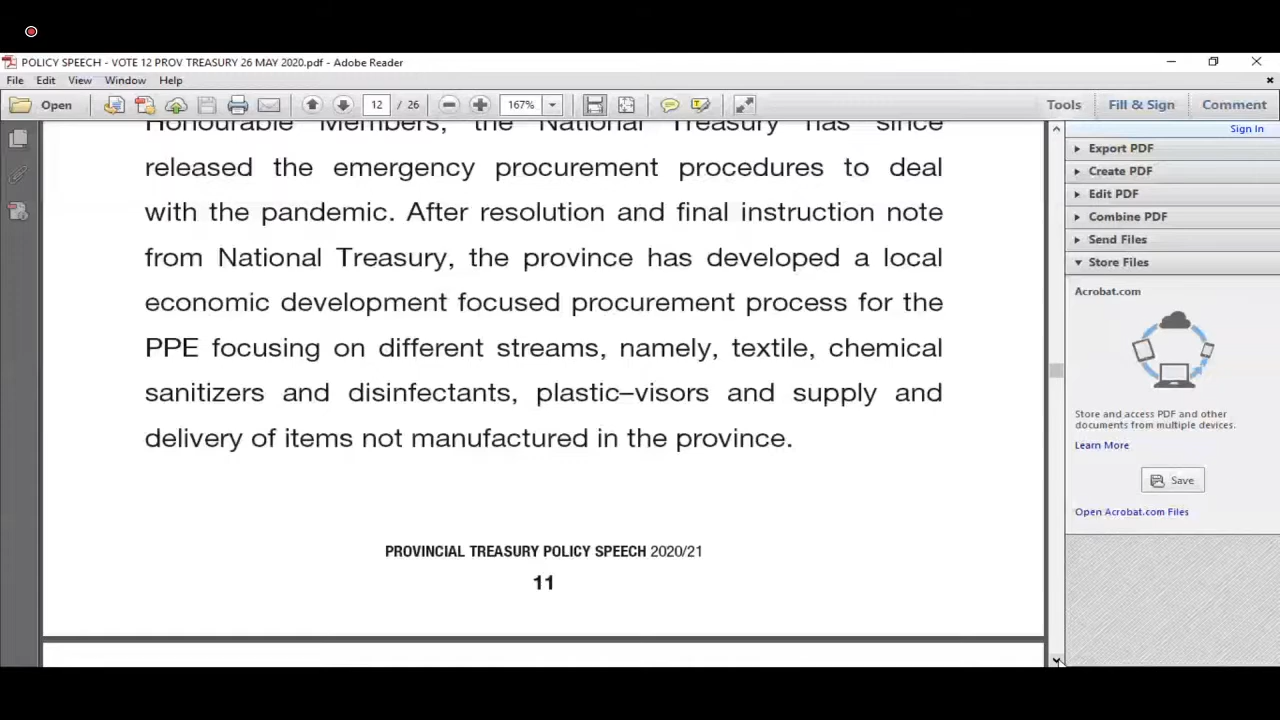 POLICY SPEECH - VOTE 12 PROV TREASURY 26 MAY 2020.pdf - Adobe Reader
File Edit View Window Help
Open 12 / 26 167% Tools Fill & Sign Comment
Sign In
Export PDF
Create PDF
Edit PDF
Combine PDF
Send Files
Store Files
Acrobat.com
Store and access PDF and other
documents from multiple devices.
Learn More
Save
Open Acrobat.com Files
Honourable Members, the National Treasury has since
released the emergency procurement procedures to deal
with the pandemic. After resolution and final instruction note
from National Treasury, the province has developed a local
economic development focused procurement process for the
PPE focusing on different streams, namely, textile, chemical
sanitizers and disinfectants, plastic–visors and supply and
delivery of items not manufactured in the province.
PROVINCIAL TREASURY POLICY SPEECH 2020/21
11